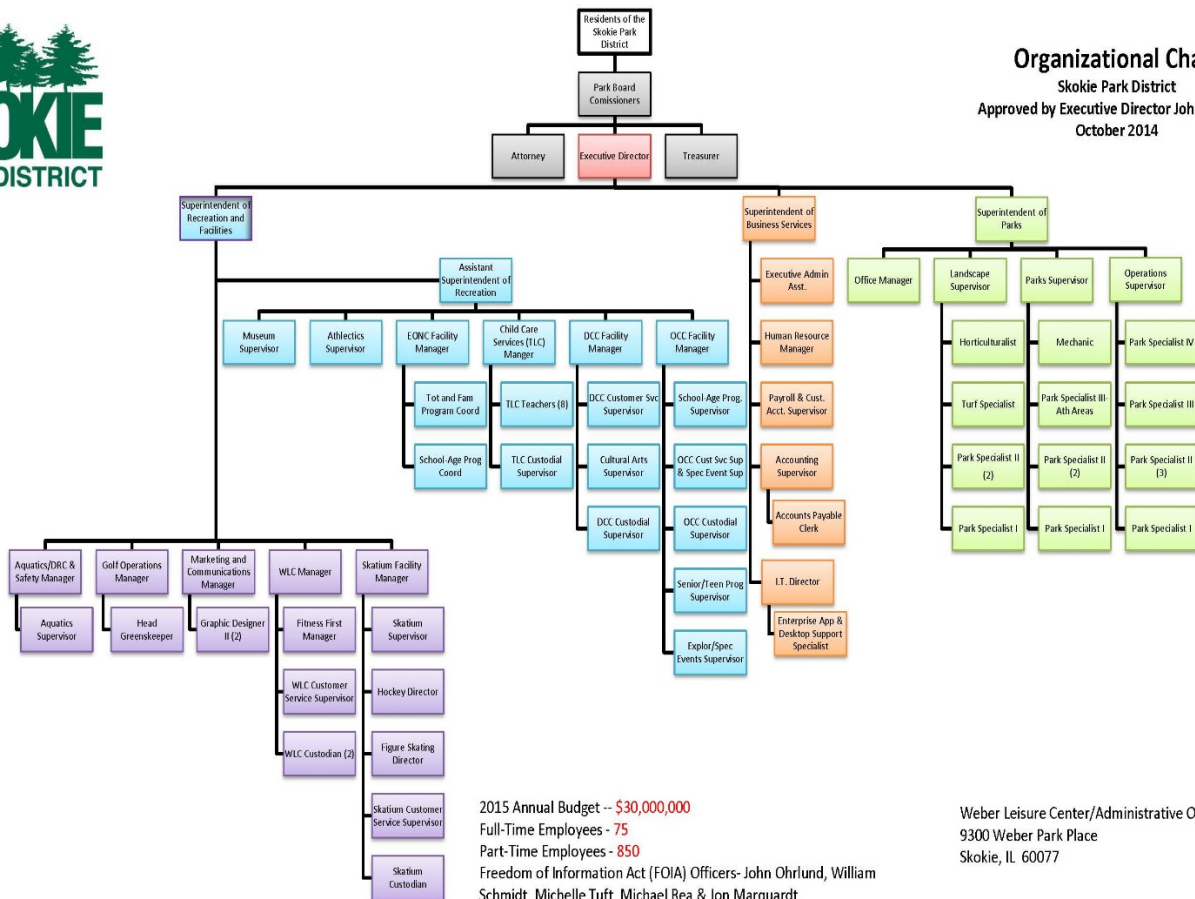 Residents of the
Skokie Park
District
Organizational Cha
Skokie Park District
Approved by Executive Director Joh
October 2014
OKIE
DISTRICT
Park Board
Comissioners
Attorney
Executive Director
Treasurer
Superintendent of
Recreation and
Facilities
Superintendent of
Business Services
Superintendent of
Parks
Assistant
Superintendent of
Recreation
Executive Admin
Asst.
Office Manager
Landscape
Supervisor
Parks Supervisor
Operations
Supervisor
Museum
Supervisor
Athlectics
Supervisor
EONC Facility
Manager
Child Care
Services (TLC)
Manger
DCC Facility
Manager
OCC Facility
Manager
Human Resource
Manager
Horticulturalist
Mechanic
Park Specialist IV
Tot and Fam
Program Coord
TLC Teachers (8)
DCC Customer Svc
Supervisor
School-Age Prog.
Supervisor
Payroll & Cust.
Acct. Supervisor
Turf Specialist
Park Specialist III-
Ath Areas
Park Specialist III
School-Age Prog
Coord
TLC Custodial
Supervisor
Cultural Arts
Supervisor
OCC Cust Svc Sup
& Spec Event Sup
Accounting
Supervisor
Park Specialist II
(2)
Park Specialist II
(2)
Park Specialist II
(3)
DCC Custodial
Supervisor
OCC Custodial
Supervisor
Accounts Payable
Clerk
Park Specialist I
Park Specialist I
Park Specialist I
Aquatics/DRC &
Safety Manager
Golf Operations
Manager
Marketing and
Communications
Manager
WLC Manager
Skatium Facility
Manager
Senior/Teen Prog
Supervisor
I.T. Director
Aquatics
Supervisor
Head
Greenskeeper
Graphic Designer
II (2)
Fitness First
Manager
Skatium
Supervisor
Explor/Spec
Events Supervisor
Enterprise App &
Desktop Support
Specialist
WLC Customer
Service Supervisor
Hockey Director
WLC Custodian (2)
Figure Skating
Director
Skatium Customer
Service Supervisor
Skatium
Custodian
2015 Annual Budget -- $30,000,000
Full-Time Employees - 75
Part-Time Employees - 850
Freedom of Information Act (FOIA) Officers- John Ohrlund, William
Schmidt, Michelle Tuft, Michael Rea & Jon Marquardt
Weber Leisure Center/Administrative O
9300 Weber Park Place
Skokie, IL 60077